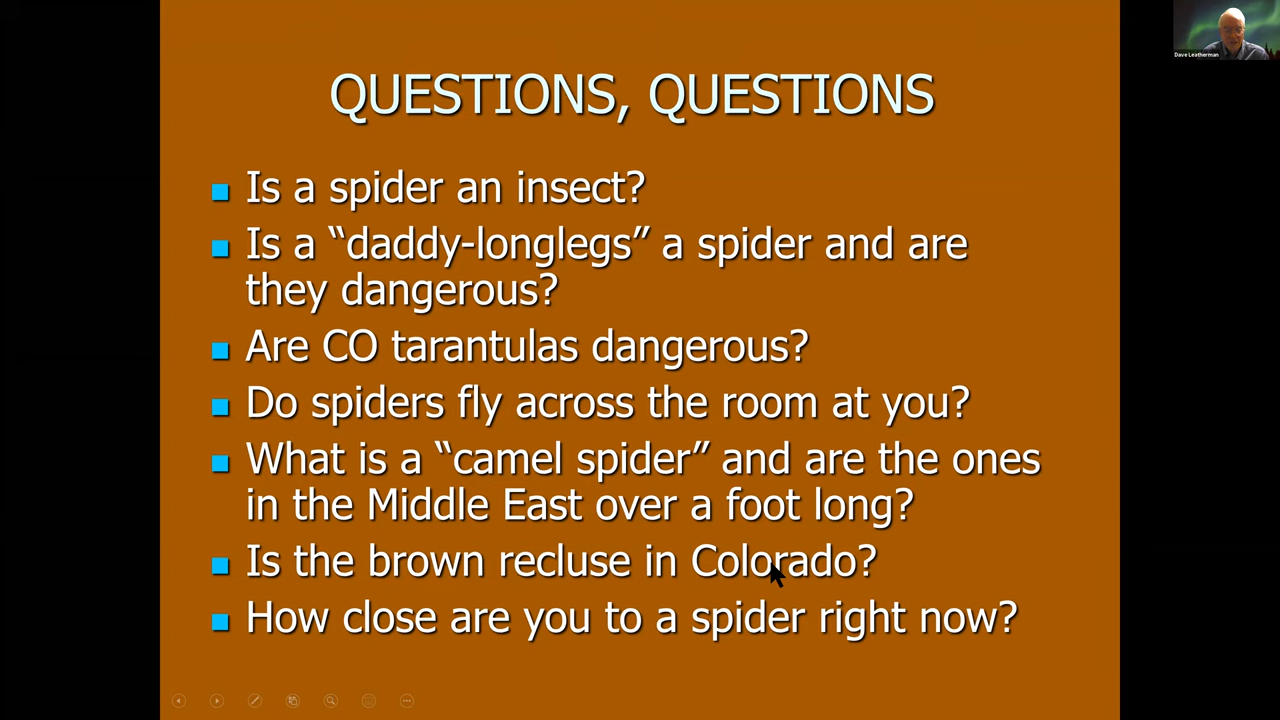 Dave Leatherman
QUESTIONS, QUESTIONS
Is a spider an insect?
Is a “daddy-longlegs” a spider and are
they dangerous?
Are CO tarantulas dangerous?
Do spiders fly across the room at you?
What is a “camel spider” and are the ones
in the Middle East over a foot long?
Is the brown recluse in Colorado?
How close are you to a spider right now?